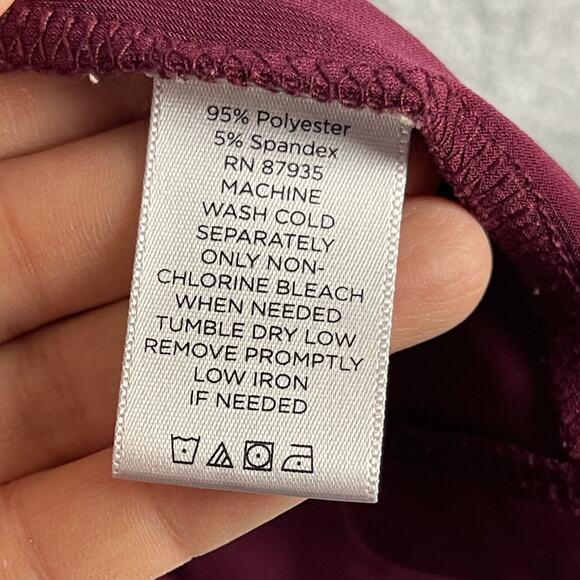 95% Polyester
5% Spandex
RN 87935
MACHINE
WASH COLD
SEPARATELY
ONLY NON-
CHLORINE BLEACH
WHEN NEEDED
TUMBLE DRY LOW
REMOVE PROMPTLY
LOW IRON
IF NEEDED